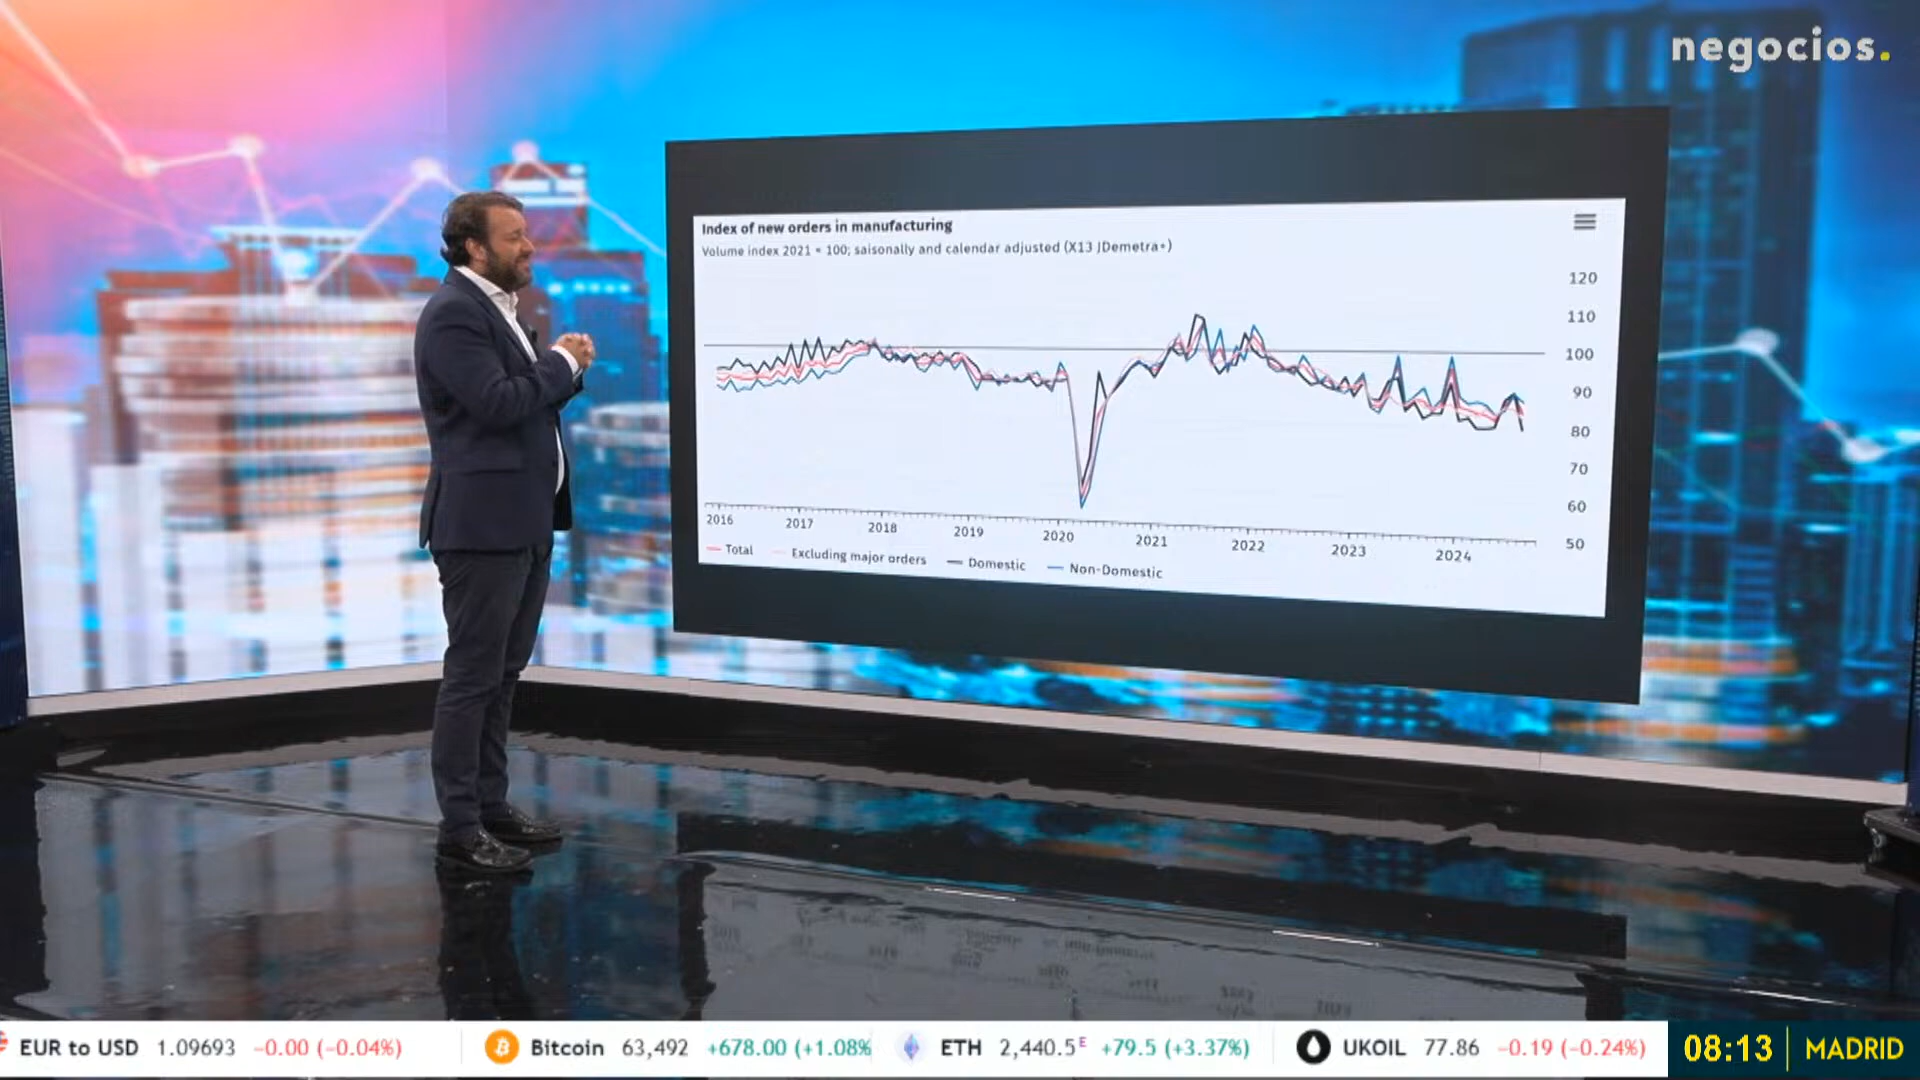 negocios.
Index of new orders in manufacturing
Volume index 2021 = 100; saisonally and calendar adjusted (X13 JDemetra+)
120
110
100
90
80
70
60
50
2016 2017 2018 2019 2020 2021 2022 2023 2024
Total Excluding major orders Domestic Non-Domestic
EUR to USD 1.09693 -0.00 (-0.04%) Bitcoin 63,492 +678.00 (+1.08% ETH 2,440.5E +79.5 (+3.37%) UKOIL 77.86 -0.19 (-0.24%) 08:13 MADRID